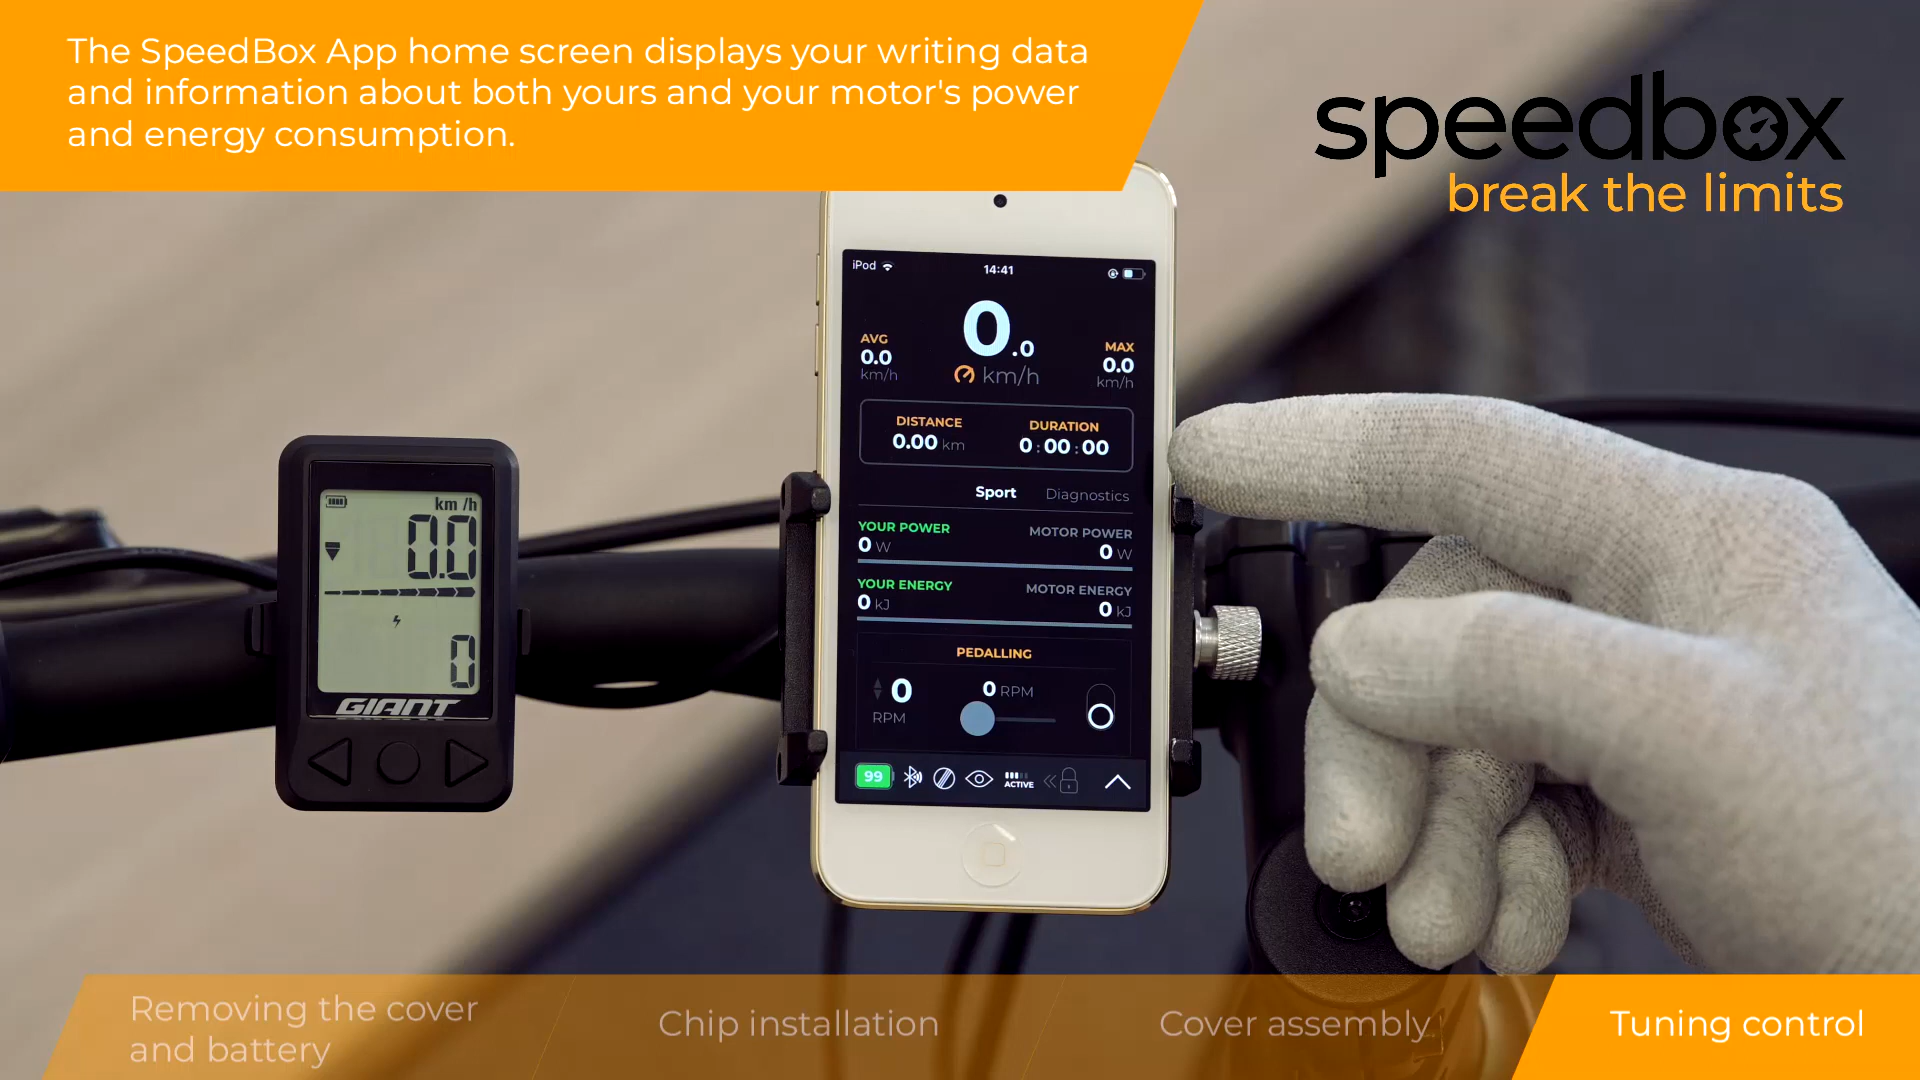 The SpeedBox App home screen displays your writing data
and information about both yours and your motor's power
and energy consumption.
speedbox
break the limits
iPod
14:41
0.0
km/h
AVG
0.0
km/h
MAX
0.0
km/h
DISTANCE
0.00 km
DURATION
0:00:00
Sport Diagnostics
YOUR POWER MOTOR POWER
0 W 0 W
YOUR ENERGY MOTOR ENERGY
0 kJ 0 kJ
PEDALLING
0
RPM
0 RPM
99
ACTIVE
km/h
0.0
0
GIANT
Removing the cover
and battery
Chip installation
Cover assembly
Tuning control